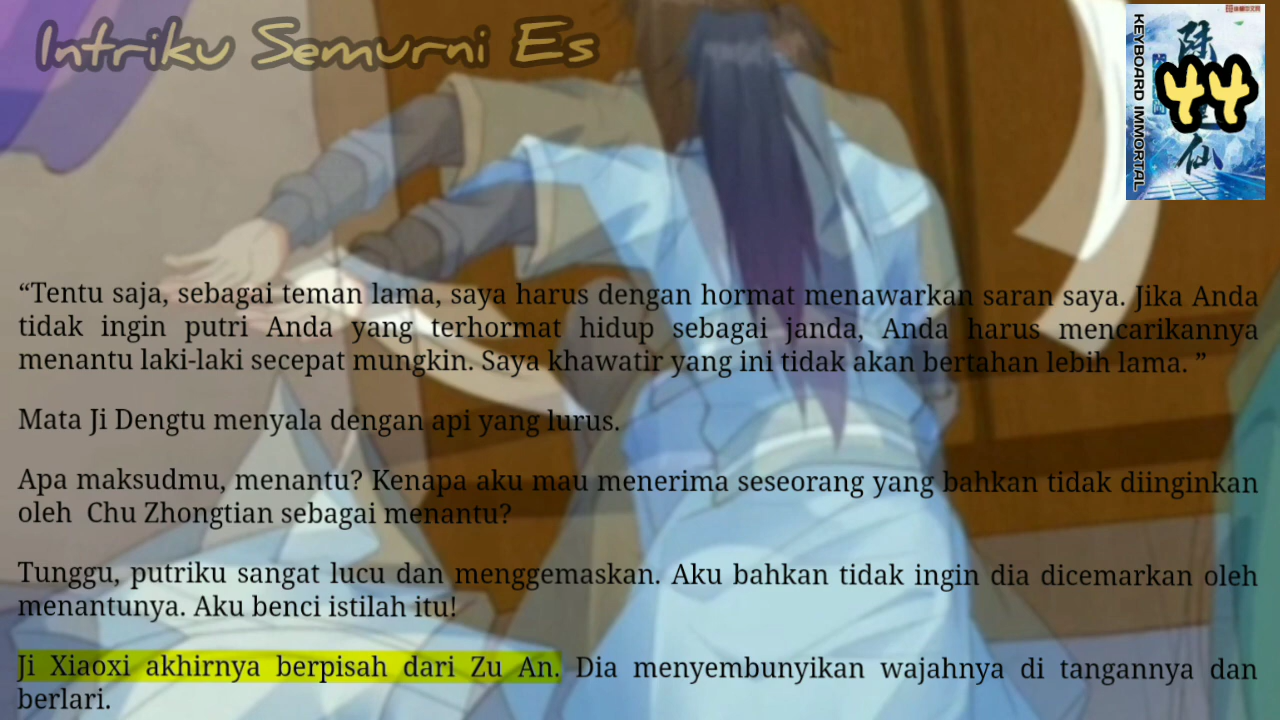 Intriku Semurni Es
陆
仙
KEYBOARD IMMORTAL
44
“Tentu saja, sebagai teman lama, saya harus dengan hormat menawarkan saran saya. Jika Anda
tidak ingin putri Anda yang terhormat hidup sebagai janda, Anda harus mencarikannya
menantu laki-laki secepat mungkin. Saya khawatir yang ini tidak akan bertahan lebih lama. ”
Mata Ji Dengtu menyala dengan api yang lurus.
Apa maksudmu, menantu? Kenapa aku mau menerima seseorang yang bahkan tidak diinginkan
oleh  Chu Zhongtian sebagai menantu?
Tunggu, putriku sangat lucu dan menggemaskan. Aku bahkan tidak ingin dia dicemarkan oleh
menantunya. Aku benci istilah itu!
Ji Xiaoxi akhirnya berpisah dari Zu An. Dia menyembunyikan wajahnya di tangannya dan
berlari.